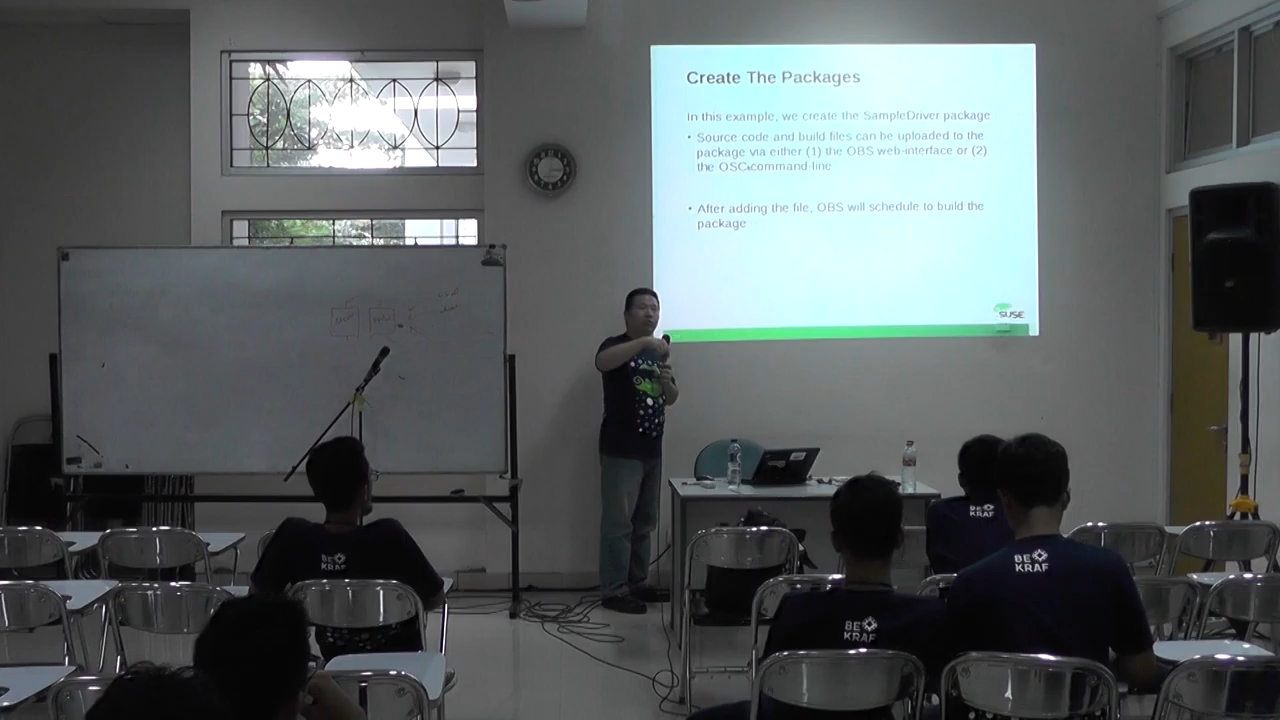 Create The Packages
In this example, we create the SampleDriver package
• Source code and build files can be uploaded to the
package via either (1) the OBS web-interface or (2)
the OSC command-line
• After adding the file, OBS will schedule to build the
package
SUSE
BE
KRAF
BE
KRAF
BE
KRAF
BE
KRAF